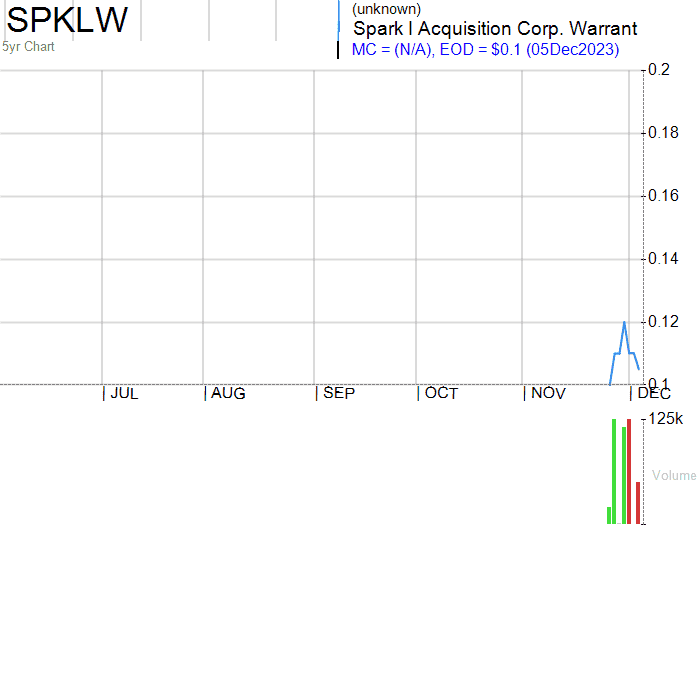 SPKLW
(unknown)
Spark I Acquisition Corp. Warrant
5yr Chart
MC = (N/A), EOD = $0.1 (05Dec2023)
0.2
0.18
0.16
0.14
0.12
0.1
JUL AUG SEP OCT NOV DEC
125k
Volume